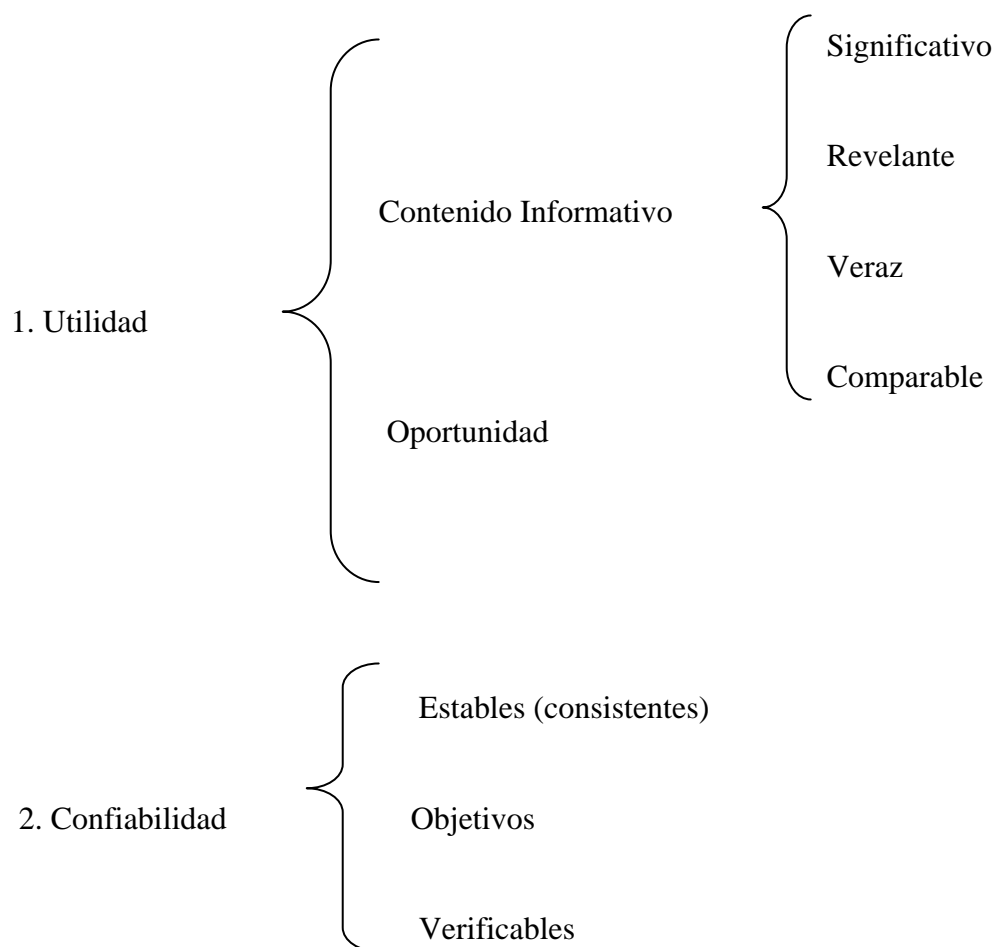 1. Utilidad
Contenido Informativo
Significativo
Revelante
Veraz
Comparable
Oportunidad
2. Confiabilidad
Estables (consistentes)
Objetivos
Verificables